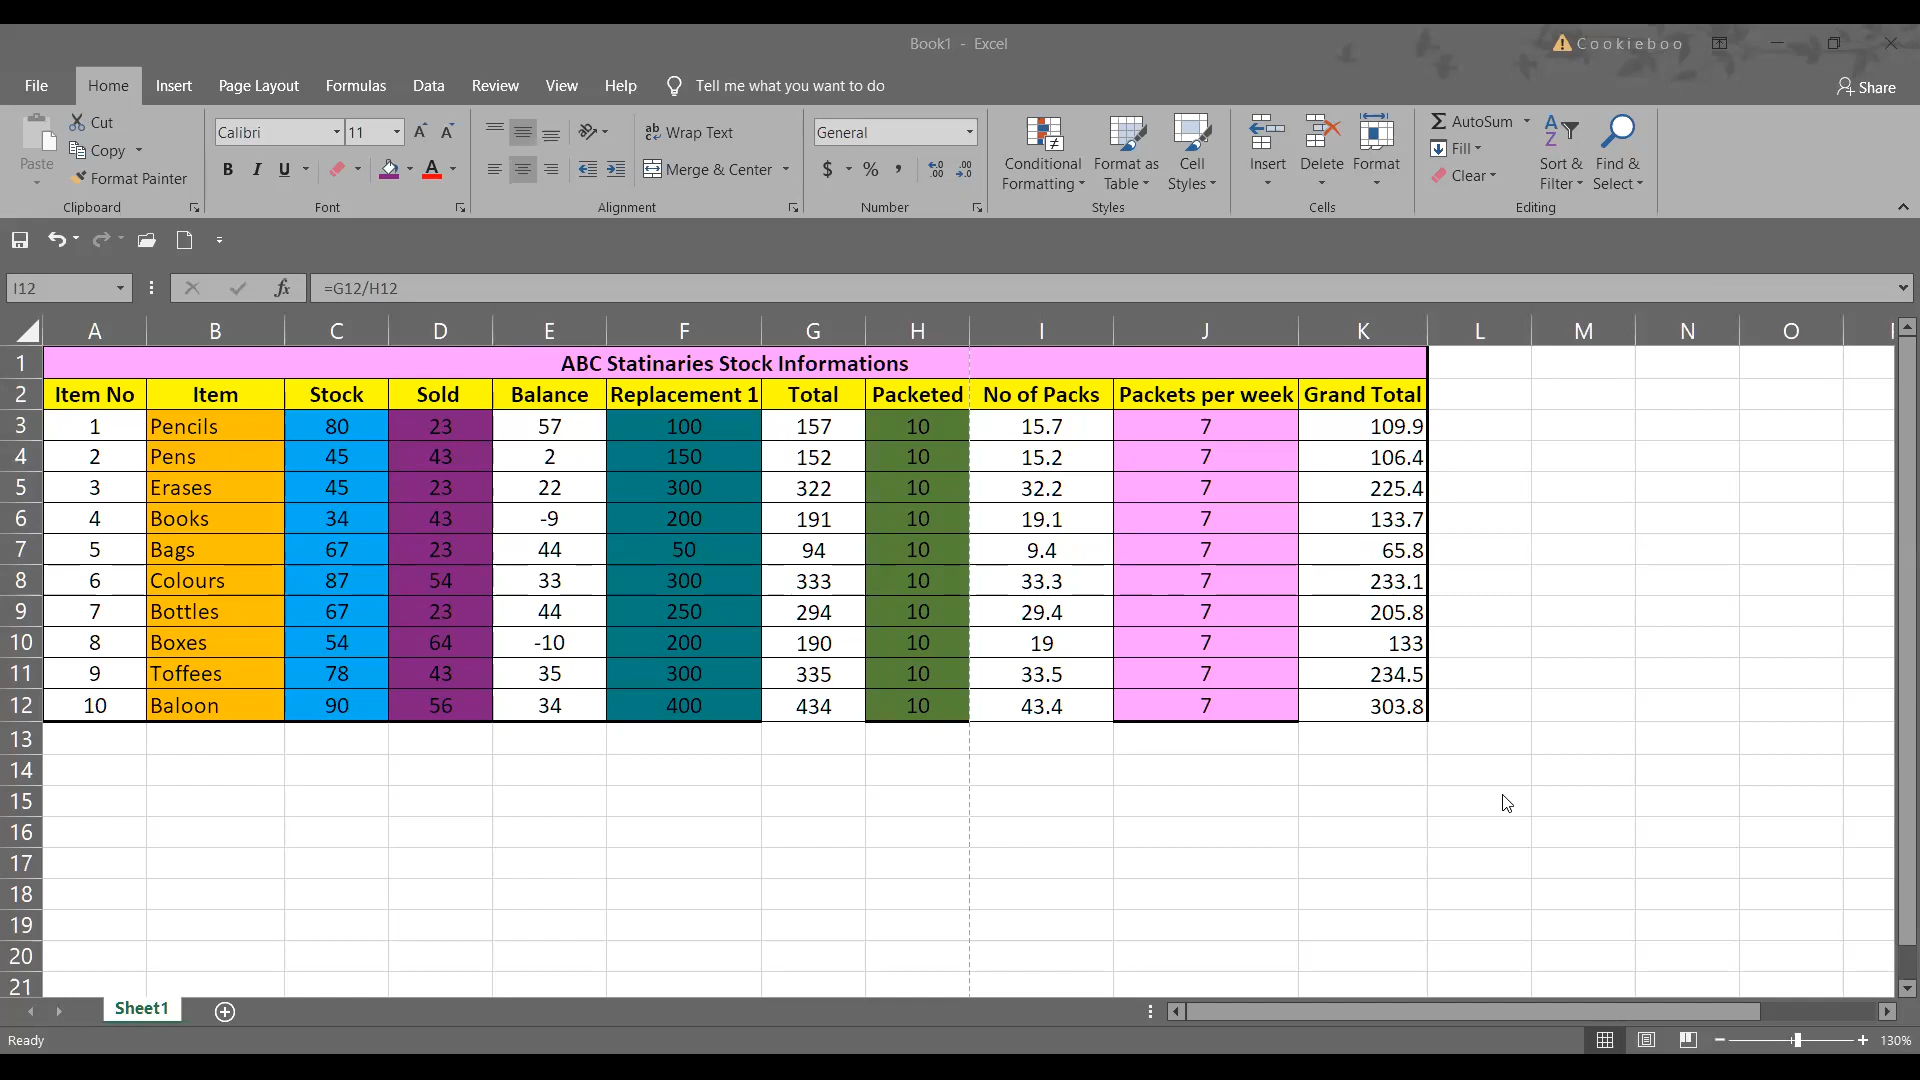 Book1 - Excel
Cookieboo
File Home Insert Page Layout Formulas Data Review View Help Tell me what you want to do
Share
Paste
Cut
Copy
Format Painter
Clipboard
Calibri 11
B I U A
Font
Wrap Text
Merge & Center
Alignment
General
$ % ,
Number
Conditional Formatting
Format as Table
Cell Styles
Styles
Insert Delete Format
Cells
AutoSum
Fill
Clear
Sort & Filter
Find & Select
Editing
I12 fx =G12/H12
A B C D E F G H I J K L M N O
1 ABC Statinaries Stock Informations
2 Item No Item Stock Sold Balance Replacement 1 Total Packeted No of Packs Packets per week Grand Total
3 1 Pencils 80 23 57 100 157 10 15.7 7 109.9
4 2 Pens 45 43 2 150 152 10 15.2 7 106.4
5 3 Erases 45 23 22 300 322 10 32.2 7 225.4
6 4 Books 34 43 -9 200 191 10 19.1 7 133.7
7 5 Bags 67 23 44 50 94 10 9.4 7 65.8
8 6 Colours 87 54 33 300 333 10 33.3 7 233.1
9 7 Bottles 67 23 44 250 294 10 29.4 7 205.8
10 8 Boxes 54 64 -10 200 190 10 19 7 133
11 9 Toffees 78 43 35 300 335 10 33.5 7 234.5
12 10 Baloon 90 56 34 400 434 10 43.4 7 303.8
13
14
15
16
17
18
19
20
21
Sheet1
Ready
130%